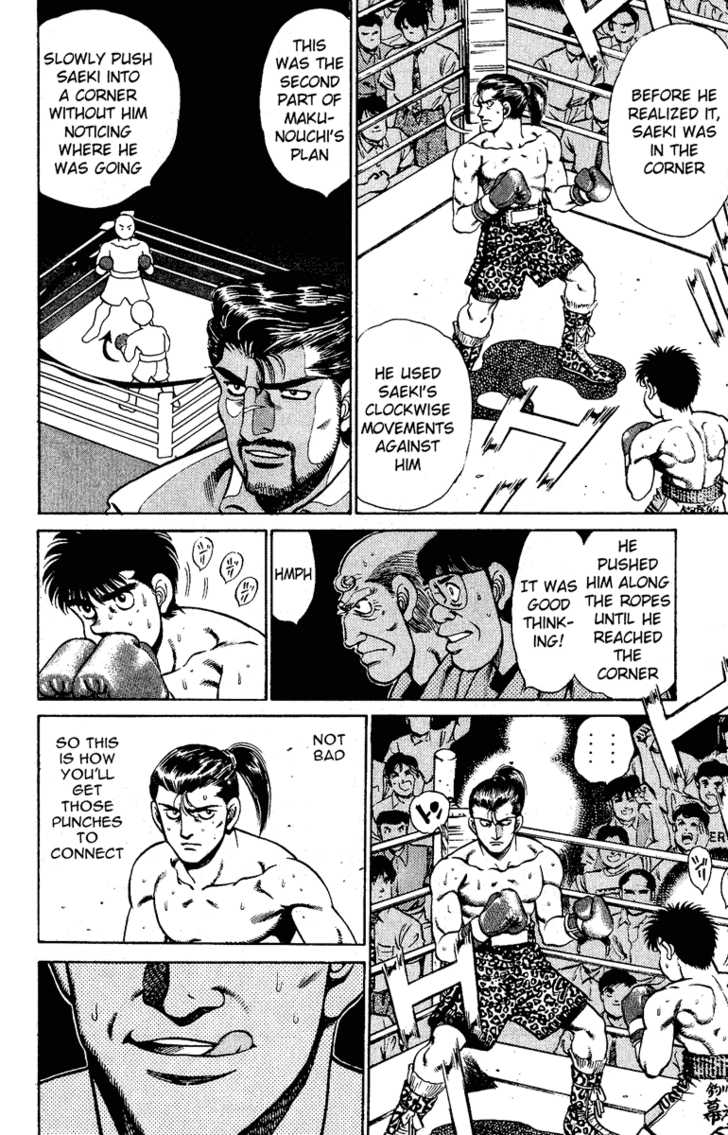 BEFORE HE
REALIZED IT,
SAEKI WAS
IN THE
CORNER
HE USED
SAEKI'S
CLOCKWISE
MOVEMENTS
AGAINST
HIM
THIS
WAS THE
SECOND
PART OF
MAKU-
NOUCHI'S
PLAN
SLOWLY PUSH
SAEKI INTO
A CORNER
WITHOUT HIM
NOTICING
WHERE HE
WAS GOING
HE
PUSHED
HIM ALONG
THE ROPES
UNTIL HE
REACHED
THE
CORNER
IT WAS
GOOD
THINK-
ING!
HMPH
......
NOT
BAD
SO THIS
IS HOW
YOU'LL
GET
THOSE
PUNCHES
TO
CONNECT